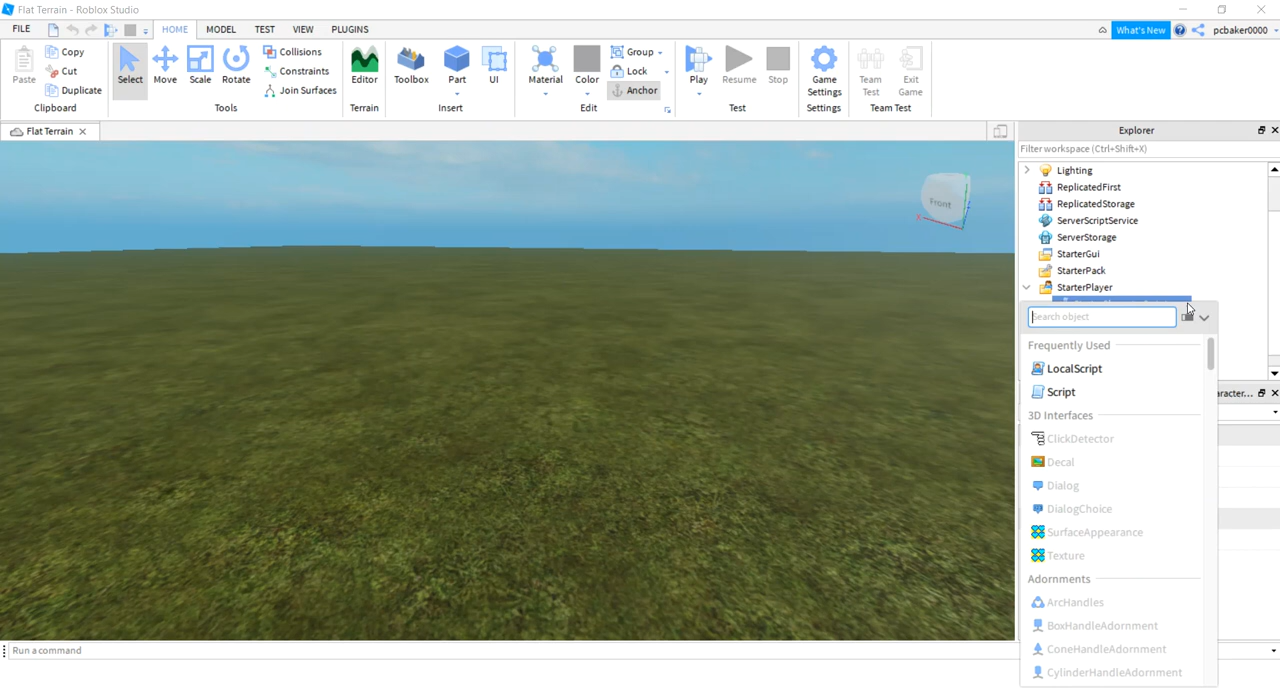 Flat Terrain - Roblox Studio
FILE HOME MODEL TEST VIEW PLUGINS What's New pcbaker0000
Paste Copy Cut Duplicate Clipboard
Select Move Scale Rotate Collisions Constraints Join Surfaces Tools
Editor Terrain
Toolbox Part UI Insert
Material Color Group Lock Anchor Edit
Play Resume Stop Test
Game Settings Settings
Team Test Exit Game Team Test
Flat Terrain
Front
X
Explorer
Filter workspace (Ctrl+Shift+X)
Lighting
ReplicatedFirst
ReplicatedStorage
ServerScriptService
ServerStorage
StarterGui
StarterPack
StarterPlayer
Search object
Frequently Used
LocalScript
Script
3D Interfaces
ClickDetector
Decal
Dialog
DialogChoice
SurfaceAppearance
Texture
Adornments
ArcHandles
BoxHandleAdornment
ConeHandleAdornment
CylinderHandleAdornment
Run a command